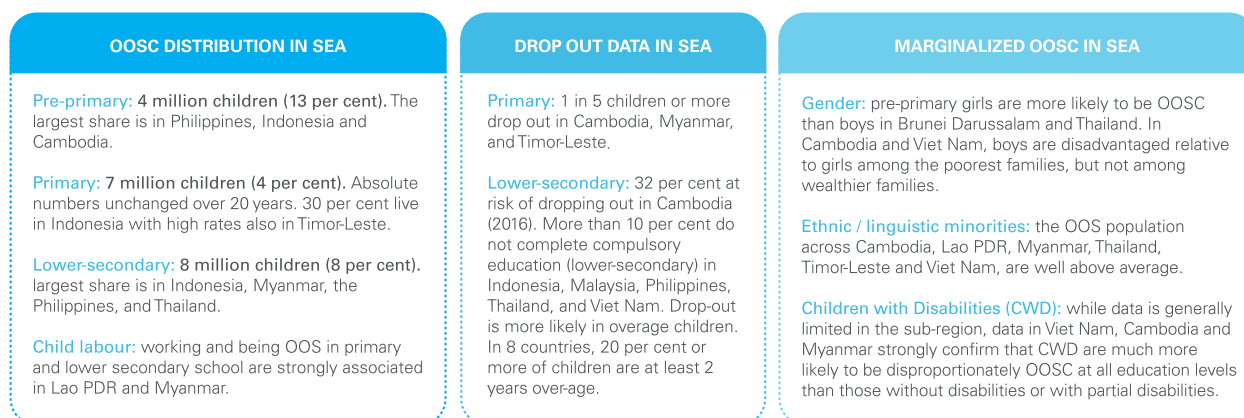 OOSC DISTRIBUTION IN SEA
Pre-primary: 4 million children (13 per cent). The
largest share is in Philippines, Indonesia and
Cambodia.
Primary: 7 million children (4 per cent). Absolute
numbers unchanged over 20 years. 30 per cent live
in Indonesia with high rates also in Timor-Leste.
Lower-secondary: 8 million children (8 per cent).
largest share is in Indonesia, Myanmar, the
Philippines, and Thailand.
Child labour: working and being OOS in primary
and lower secondary school are strongly associated
in Lao PDR and Myanmar.
DROP OUT DATA IN SEA
Primary: 1 in 5 children or more
drop out in Cambodia, Myanmar,
and Timor-Leste.
Lower-secondary: 32 per cent at
risk of dropping out in Cambodia
(2016). More than 10 per cent do
not complete compulsory
education (lower-secondary) in
Indonesia, Malaysia, Philippines,
Thailand, and Viet Nam. Drop-out
is more likely in overage children.
In 8 countries, 20 per cent or
more of children are at least 2
years over-age.
MARGINALIZED OOSC IN SEA
Gender: pre-primary girls are more likely to be OOSC
than boys in Brunei Darussalam and Thailand. In
Cambodia and Viet Nam, boys are disadvantaged relative
to girls among the poorest families, but not among
wealthier families.
Ethnic / linguistic minorities: the OOS population
across Cambodia, Lao PDR, Myanmar, Thailand,
Timor-Leste and Viet Nam, are well above average.
Children with Disabilities (CWD): while data is generally
limited in the sub-region, data in Viet Nam, Cambodia and
Myanmar strongly confirm that CWD are much more
likely to be disproportionately OOSC at all education levels
than those without disabilities or with partial disabilities.